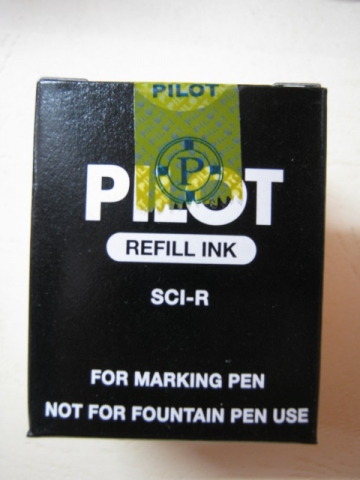 PILOT
P
PILOT
REFILL INK
SCI-R
FOR MARKING PEN
NOT FOR FOUNTAIN PEN USE